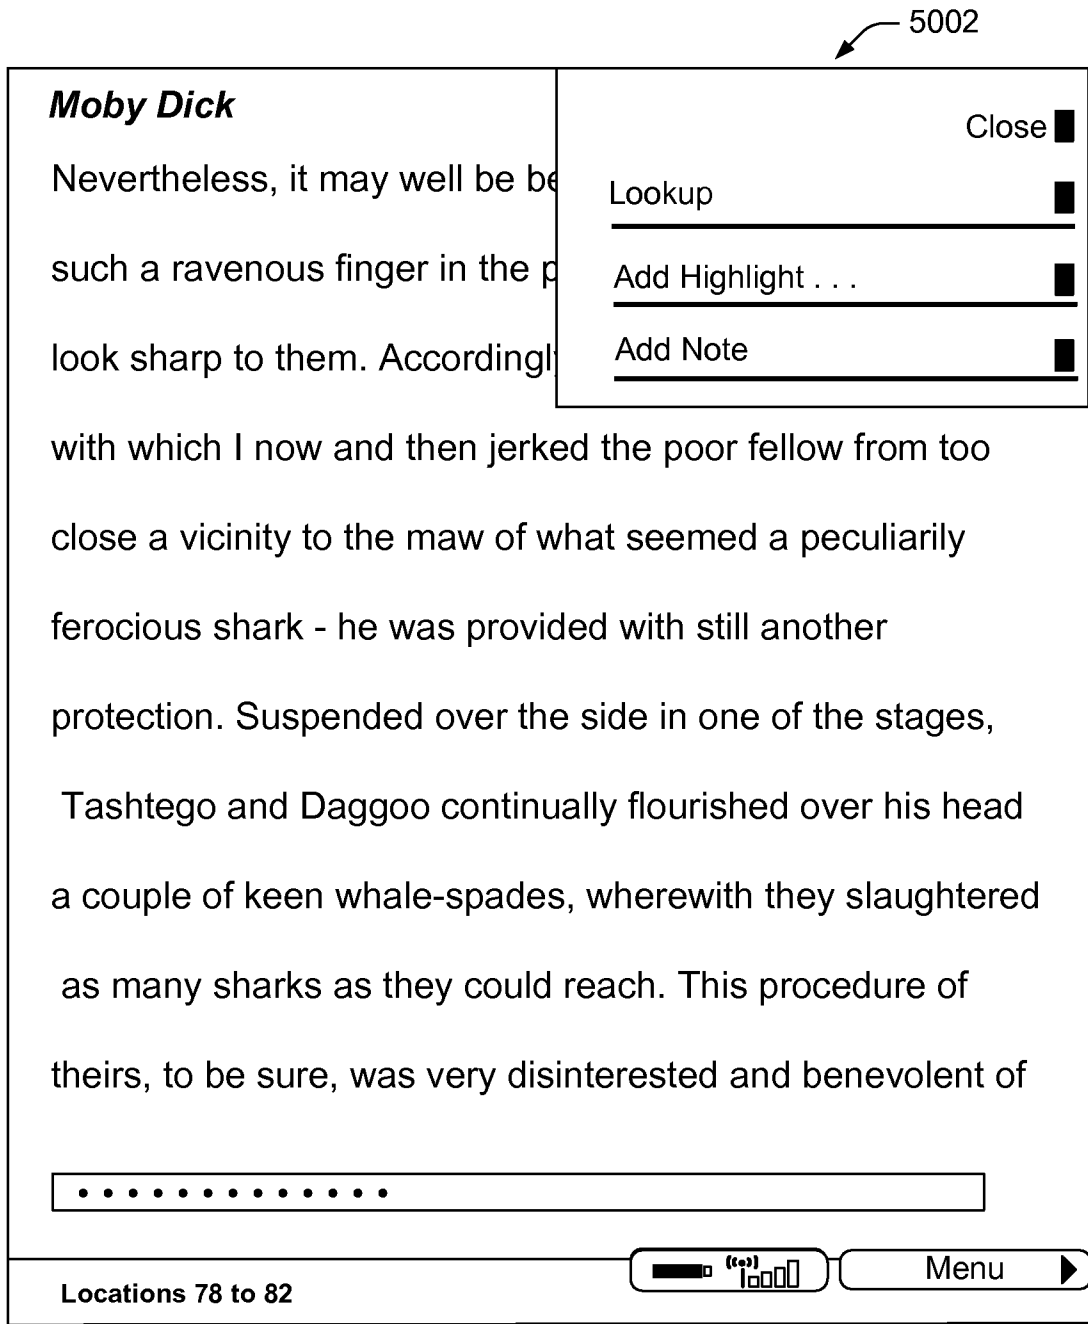 5002
Moby Dick
Close
Lookup
Add Highlight . . .
Add Note
Nevertheless, it may well be
such a ravenous finger in the
look sharp to them.
with which I now and then jerked the poor fellow from too
close a vicinity to the maw of what seemed a peculiarily
ferocious shark - he was provided with still another
protection. Suspended over the side in one of the stages,
Tashtego and Daggoo continually flourished over his head
a couple of keen whale-spades, wherewith they slaughtered
as many sharks as they could reach. This procedure of
theirs, to be sure, was very disinterested and benevolent of
Locations 78 to 82
Menu